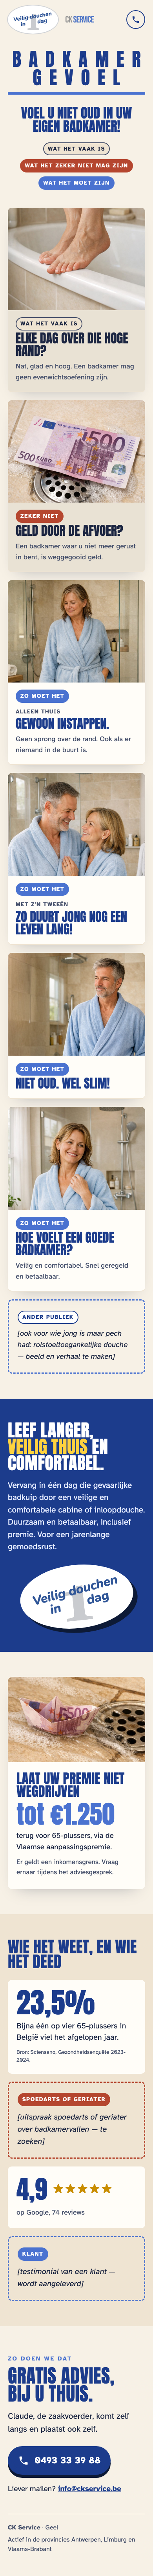 Veilig douchen
in 1 dag
CK SERVICE
BADKAMER
GEVOEL
VOEL U NIET OUD IN UW
EIGEN BADKAMER!
WAT HET VAAK IS
WAT HET ZEKER NIET MAG ZIJN
WAT HET MOET ZIJN
WAT HET VAAK IS
ELKE DAG OVER DIE HOGE
RAND?
Nat, glad en hoog. Een badkamer mag
geen evenwichtsoefening zijn.
500 EURO
500
ZEKER NIET
GELD DOOR DE AFVOER?
Een badkamer waar u niet meer gerust
in bent, is weggegooid geld.
ZO MOET HET
ALLEEN THUIS
GEWOON INSTAPPEN.
Geen sprong over de rand. Ook als er
niemand in de buurt is.
ZO MOET HET
MET Z'N TWEEËN
ZO DUURT JONG NOG EEN
LEVEN LANG!
ZO MOET HET
NIET OUD. WEL SLIM!
ZO MOET HET
HOE VOELT EEN GOEDE
BADKAMER?
Veilig en comfortabel. Snel geregeld
en betaalbaar.
ANDER PUBLIEK
[ook voor wie jong is maar pech
had: rolstoeltoegankelijke douche
— beeld en verhaal te maken]
LEEF LANGER,
VEILIG THUIS EN
COMFORTABEL.
Vervang in één dag die gevaarlijke
badkuip door een veilige en
comfortabele cabine of inloopdouche.
Duurzaam en betaalbaar, inclusief
premie. Voor een jarenlange
gemoedsrust.
Veilig douchen
in 1 dag
LAAT UW PREMIE NIET
WEGDRIJVEN
tot €1.250
terug voor 65-plussers, via de
Vlaamse aanpassingspremie.
Er geldt een inkomensgrens. Vraag
ernaar tijdens het adviesgesprek.
WIE HET WEET, EN WIE
HET DEED
23,5%
Bijna één op vier 65-plussers in
België viel het afgelopen jaar.
Bron: Sciensano, Gezondheidsenquête 2023-
2024.
SPOEDARTS OF GERIATER
[uitspraak spoedarts of geriater
over badkamervallen — te
zoeken]
4,9 ★★★★★
op Google, 74 reviews
KLANT
[testimonial van een klant —
wordt aangeleverd]
ZO DOEN WE DAT
GRATIS ADVIES,
BIJ U THUIS.
Claude, de zaakvoerder, komt zelf
langs en plaatst ook zelf.
0493 33 39 88
Liever mailen? info@ckservice.be
CK Service · Geel
Actief in de provincies Antwerpen, Limburg en
Vlaams-Brabant